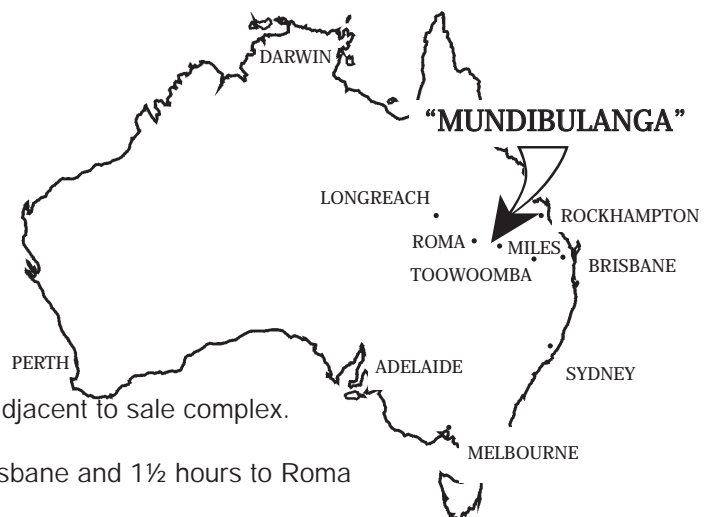 DARWIN
“MUNDIBULANGA”
LONGREACH
ROCKHAMPTON
ROMA
MILES
BRISBANE
TOOWOOMBA
PERTH
ADELAIDE
SYDNEY
djacent to sale complex.
MELBOURNE
sbane and 1½ hours to Roma